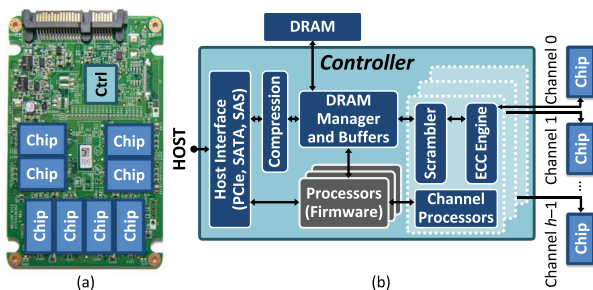 Ctrl
Chip
Chip
Chip
Chip
Chip
Chip
Chip
Chip
(a)
DRAM
Controller
HOST
Host Interface
(PCIe, SATA, SAS)
Compression
DRAM
Manager
and Buffers
Scrambler
ECC Engine
Processors
(Firmware)
Channel
Processors
Channel 0
Chip
Channel 1
Chip
...
Channel h–1
Chip
(b)